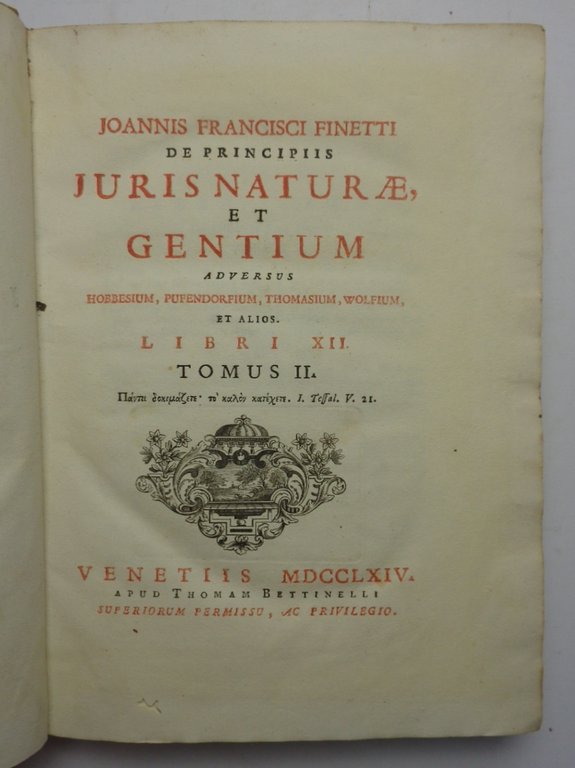 JOANNIS FRANCISCI FINETTI
DE PRINCIPIIS
JURIS NATURÆ,
ET
GENTIUM
ADVERSUS
HOBBESIUM, PUFENDORFIUM, THOMASIUM, WOLFIUM,
ET ALIOS.
LIBRI XII.
TOMUS II.
Πάντα δοκιμάζετε· τὸ καλὸν κατέχετε. I. Tessal. V. 21.
VENETIIS MDCCLXIV.
APUD THOMAM BETTINELLI
SUPERIORUM PERMISSU, AC PRIVILEGIO.